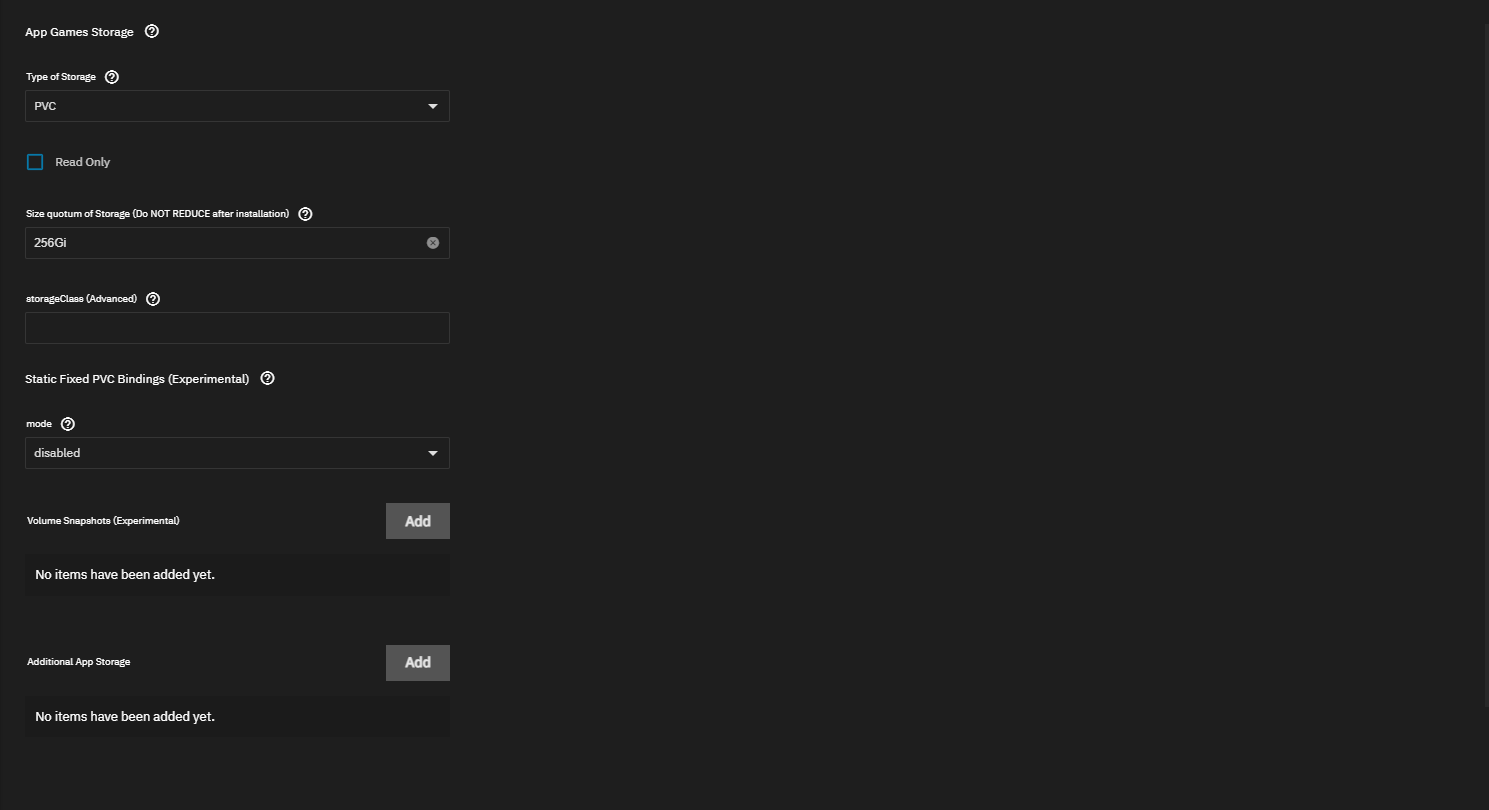 App Games Storage
Type of Storage
PVC
Read Only
Size quotum of Storage (Do NOT REDUCE after installation)
256Gi
storageClass (Advanced)
Static Fixed PVC Bindings (Experimental)
mode
disabled
Volume Snapshots (Experimental)
Add
No items have been added yet.
Additional App Storage
Add
No items have been added yet.